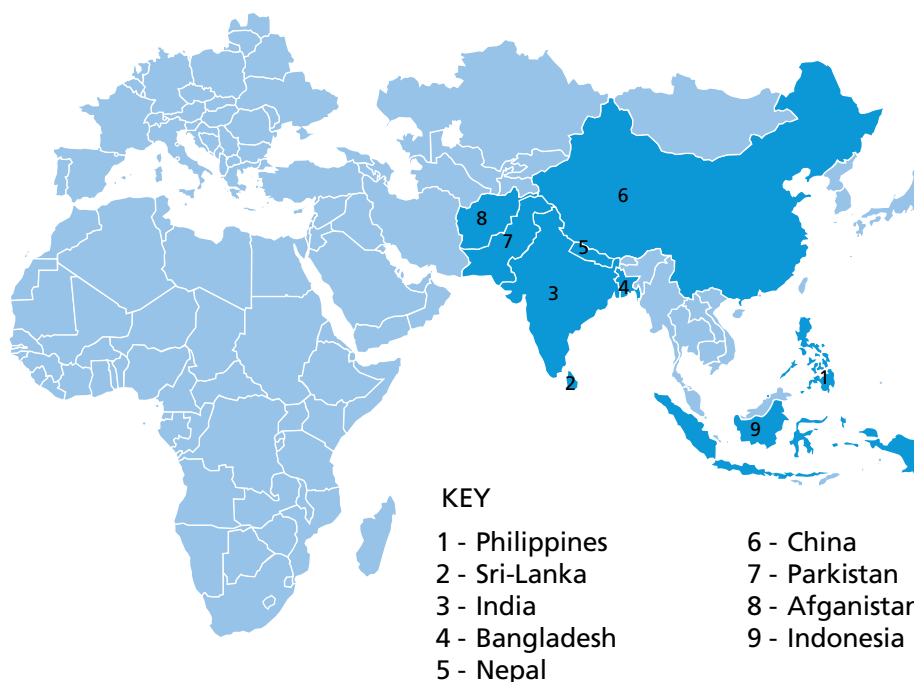 6
8
7
5
3
4
2
1
9
KEY
1 - Philippines
2 - Sri-Lanka
3 - India
4 - Bangladesh
5 - Nepal
6 - China
7 - Parkistan
8 - Afganistan
9 - Indonesia